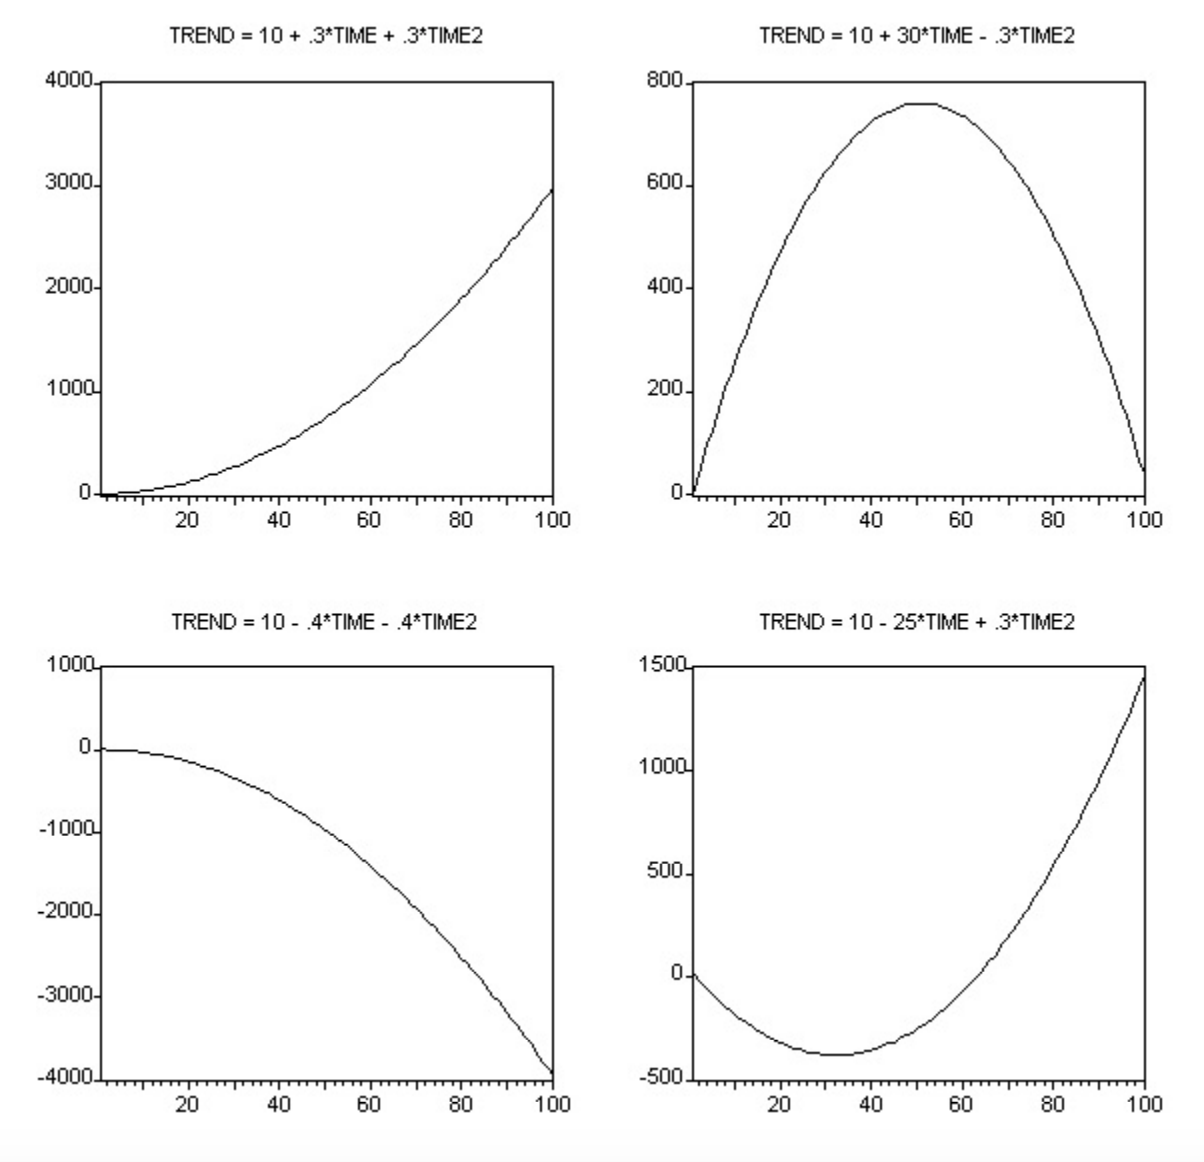 TREND = 10 + .3*TIME + .3*TIME2
4000
3000
2000
1000
0
20 40 60 80 100
TREND = 10 + 30*TIME - .3*TIME2
800
600
400
200
0
20 40 60 80 100
TREND = 10 - .4*TIME - .4*TIME2
1000
0
-1000
-2000
-3000
-4000
20 40 60 80 100
TREND = 10 - 25*TIME + .3*TIME2
1500
1000
500
0
-500
20 40 60 80 100